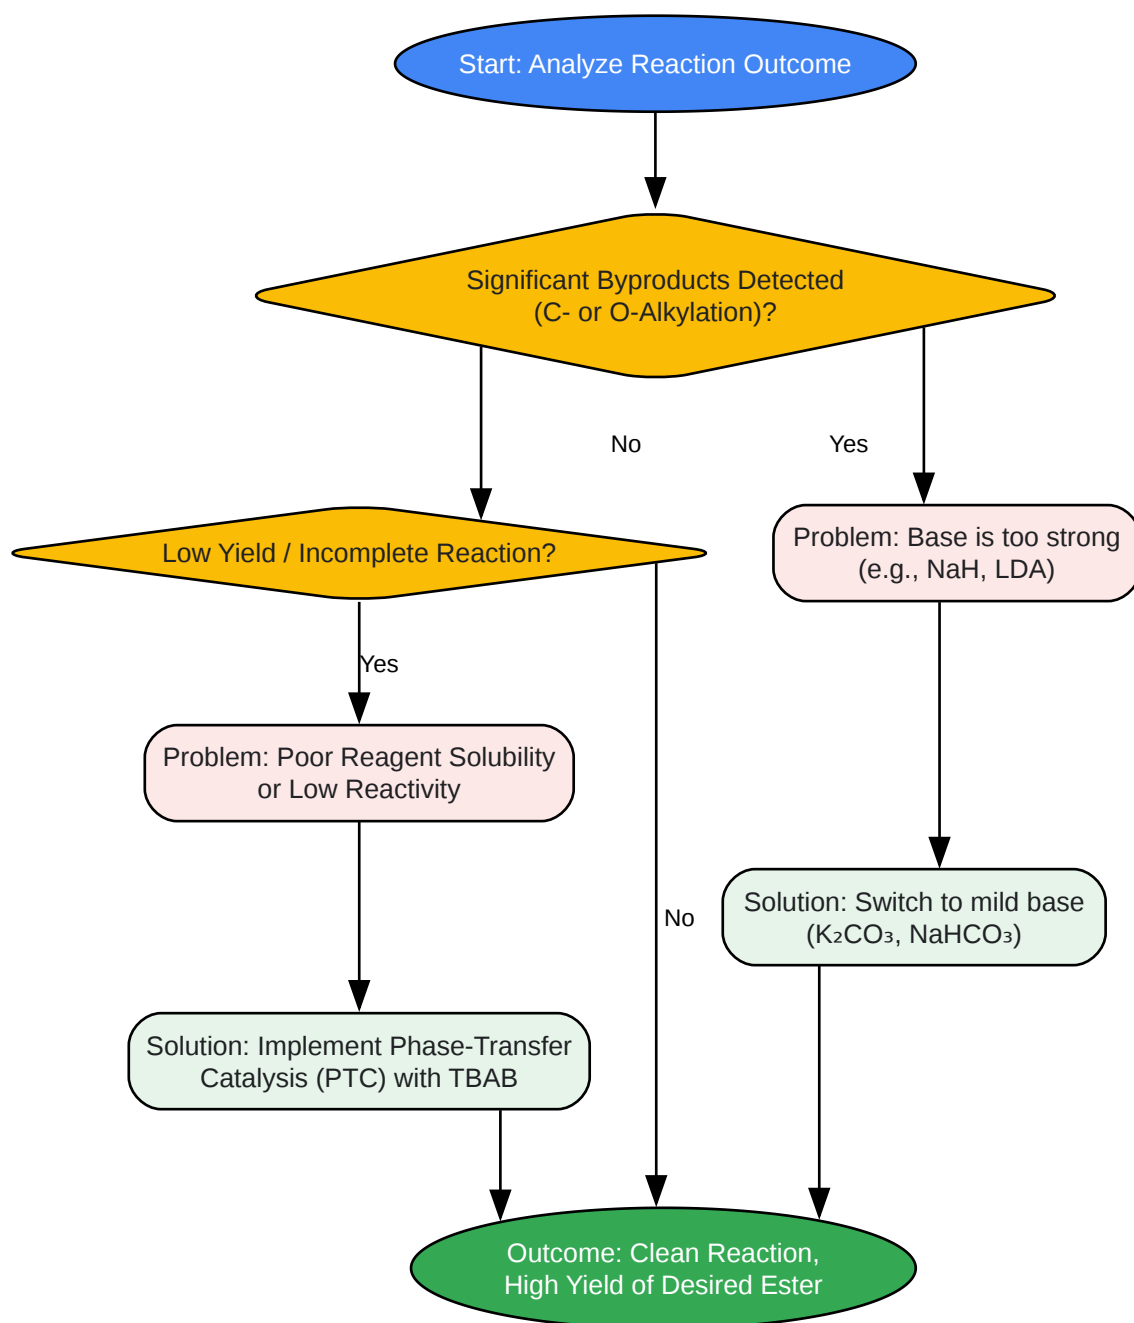 Start: Analyze Reaction Outcome
Significant Byproducts Detected
(C- or O-Alkylation)?
No
Yes
Low Yield / Incomplete Reaction?
Problem: Base is too strong
(e.g., NaH, LDA)
Yes
Problem: Poor Reagent Solubility
or Low Reactivity
No
Solution: Switch to mild base
(K₂CO₃, NaHCO₃)
Solution: Implement Phase-Transfer
Catalysis (PTC) with TBAB
Outcome: Clean Reaction,
High Yield of Desired Ester